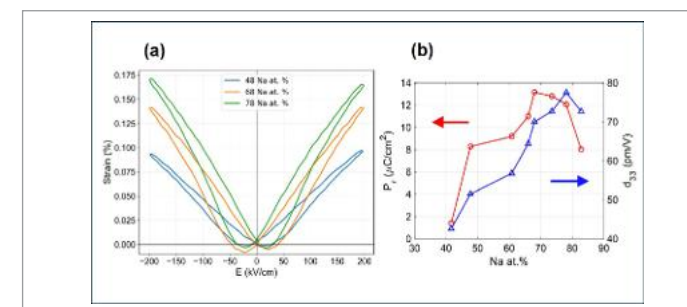 (a)
0.175
0.150
0.125
0.100
0.075
0.050
0.025
0.000
Strain (%)
48 Na at. %
68 Na at. %
78 Na at. %
−200 −150 −100 −50 0 50 100 150 200
E (kV/cm)
(b)
14
12
10
8
6
4
2
0
Pr (μC/cm2)
80
70
60
50
40
d33 (pm/V)
30 40 50 60 70 80 90
Na at.%